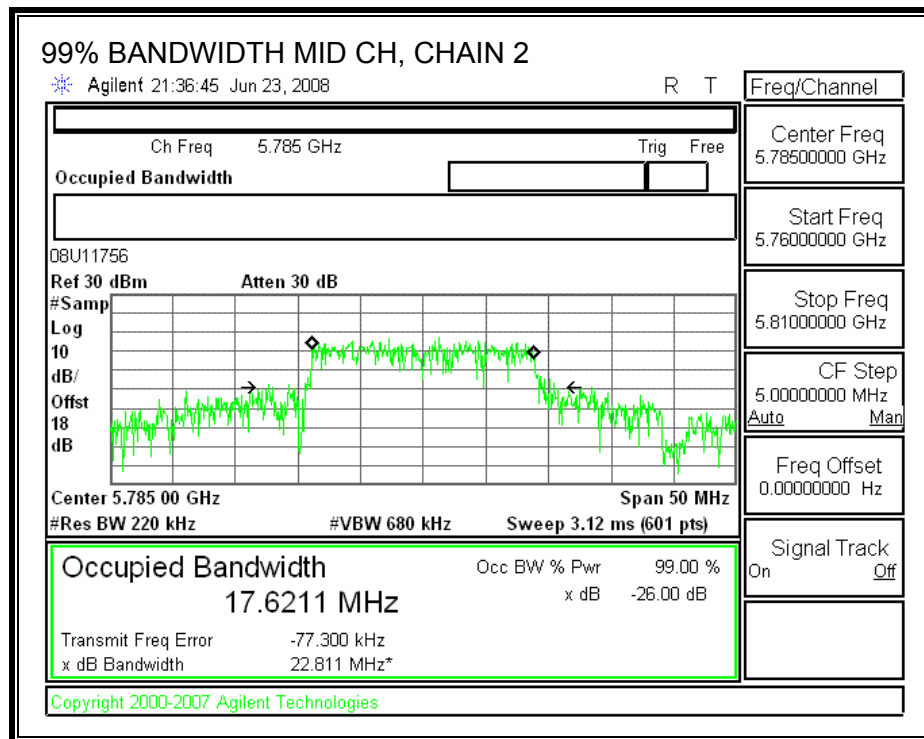 99% BANDWIDTH MID CH, CHAIN 2
Agilent 21:36:45 Jun 23, 2008 R T
Freq/Channel
Ch Freq 5.785 GHz Trig Free
Occupied Bandwidth
Center Freq
5.78500000 GHz
Start Freq
5.76000000 GHz
Stop Freq
5.81000000 GHz
CF Step
5.00000000 MHz
Auto Man
Freq Offset
0.00000000 Hz
Signal Track
On Off
08U11756
Ref 30 dBm Atten 30 dB
#Samp
Log
10
dB/
Offst
18
dB
Center 5.785 00 GHz Span 50 MHz
#Res BW 220 kHz #VBW 680 kHz Sweep 3.12 ms (601 pts)
Occupied Bandwidth
17.6211 MHz
Occ BW % Pwr 99.00 %
x dB -26.00 dB
Transmit Freq Error -77.300 kHz
x dB Bandwidth 22.811 MHz*
Copyright 2000-2007 Agilent Technologies